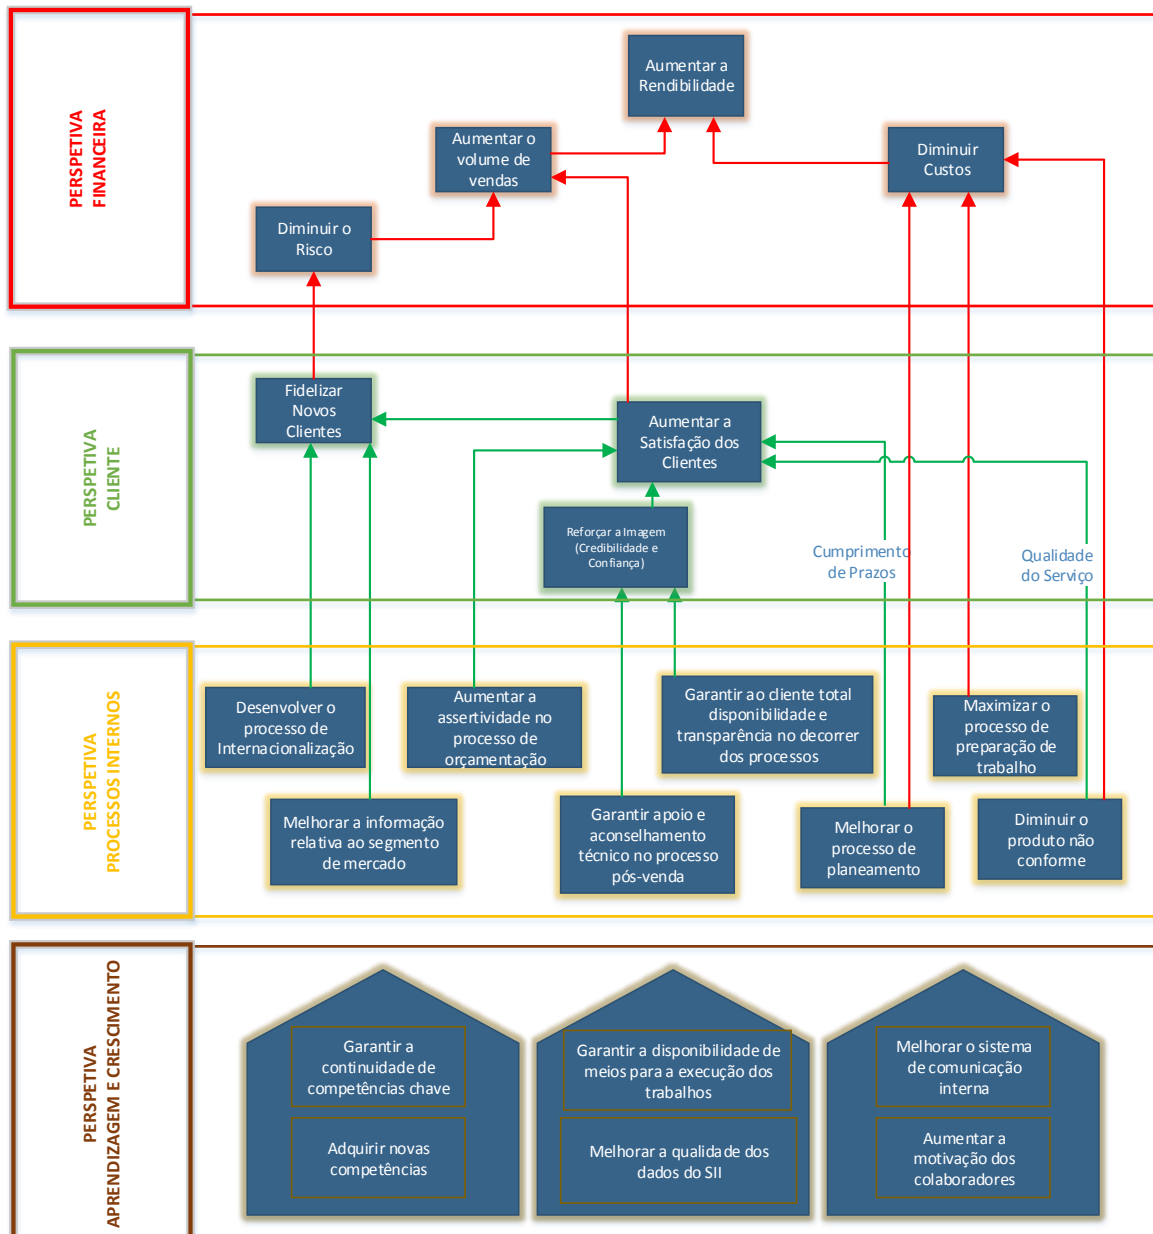 PERSPETIVA
FINANCEIRA
Aumentar a
Rendibilidade
Aumentar o
volume de
vendas
Diminuir
Custos
Diminuir o
Risco
PERSPETIVA
CLIENTE
Fidelizar
Novos
Clientes
Aumentar a
Satisfação dos
Clientes
Reforçar a Imagem
(Credibilidade e
Confiança)
Cumprimento
de Prazos
Qualidade
do Serviço
PERSPETIVA
PROCESSOS INTERNOS
Desenvolver o
processo de
Internacionalização
Aumentar a
assertividade no
processo de
orçamentação
Garantir ao cliente total
disponibilidade e
transparência no decorrer
dos processos
Maximizar o
processo de
preparação de
trabalho
Melhorar a informação
relativa ao segmento
de mercado
Garantir apoio e
aconselhamento
técnico no processo
pós-venda
Melhorar o
processo de
planeamento
Diminuir o
produto não
conforme
PERSPETIVA
APRENDIZAGEM E CRESCIMENTO
Garantir a
continuidade de
competências chave
Adquirir novas
competências
Garantir a disponibilidade de
meios para a execução dos
trabalhos
Melhorar a qualidade dos
dados do SII
Melhorar o sistema
de comunicação
interna
Aumentar a
motivação dos
colaboradores